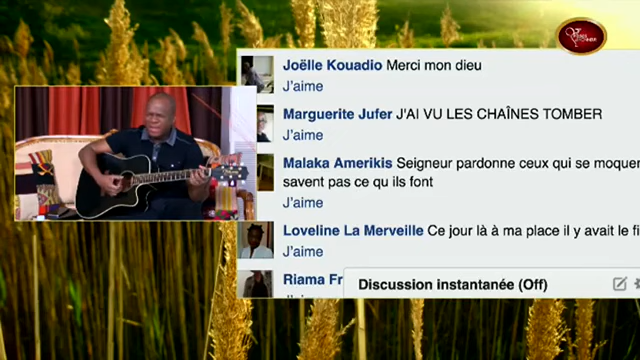 Joëlle Kouadio Merci mon dieu
J'aime
Marguerite Jufer J'AI VU LES CHAÎNES TOMBER
J'aime
Malaka Amerikis Seigneur pardonne ceux qui se moquen
savent pas ce qu'ils font
J'aime
Loveline La Merveille Ce jour là à ma place il y avait le fi
J'aime
Riama Fr
Discussion instantanée (Off)